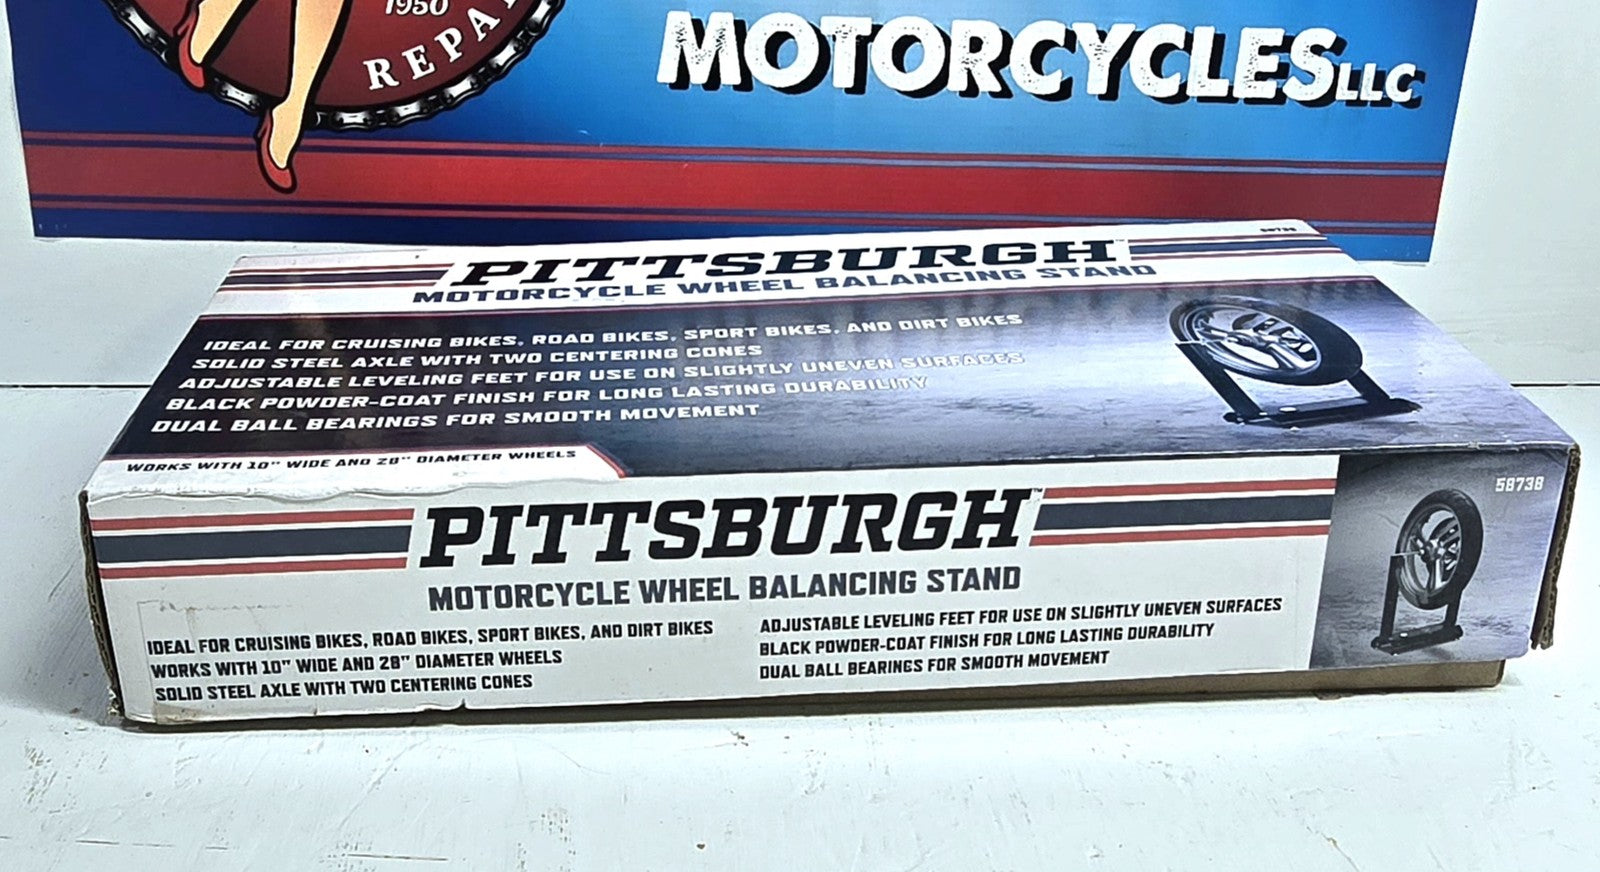 1950
REPAI
MOTORCYCLES LLC
58738
PITTSBURGH™
MOTORCYCLE WHEEL BALANCING STAND
IDEAL FOR CRUISING BIKES, ROAD BIKES, SPORT BIKES, AND DIRT BIKES
SOLID STEEL AXLE WITH TWO CENTERING CONES
ADJUSTABLE LEVELING FEET FOR USE ON SLIGHTLY UNEVEN SURFACES
BLACK POWDER-COAT FINISH FOR LONG LASTING DURABILITY
DUAL BALL BEARINGS FOR SMOOTH MOVEMENT
WORKS WITH 10" WIDE AND 28" DIAMETER WHEELS
PITTSBURGH™
MOTORCYCLE WHEEL BALANCING STAND
IDEAL FOR CRUISING BIKES, ROAD BIKES, SPORT BIKES, AND DIRT BIKES
WORKS WITH 10" WIDE AND 28" DIAMETER WHEELS
SOLID STEEL AXLE WITH TWO CENTERING CONES
ADJUSTABLE LEVELING FEET FOR USE ON SLIGHTLY UNEVEN SURFACES
BLACK POWDER-COAT FINISH FOR LONG LASTING DURABILITY
DUAL BALL BEARINGS FOR SMOOTH MOVEMENT
58738